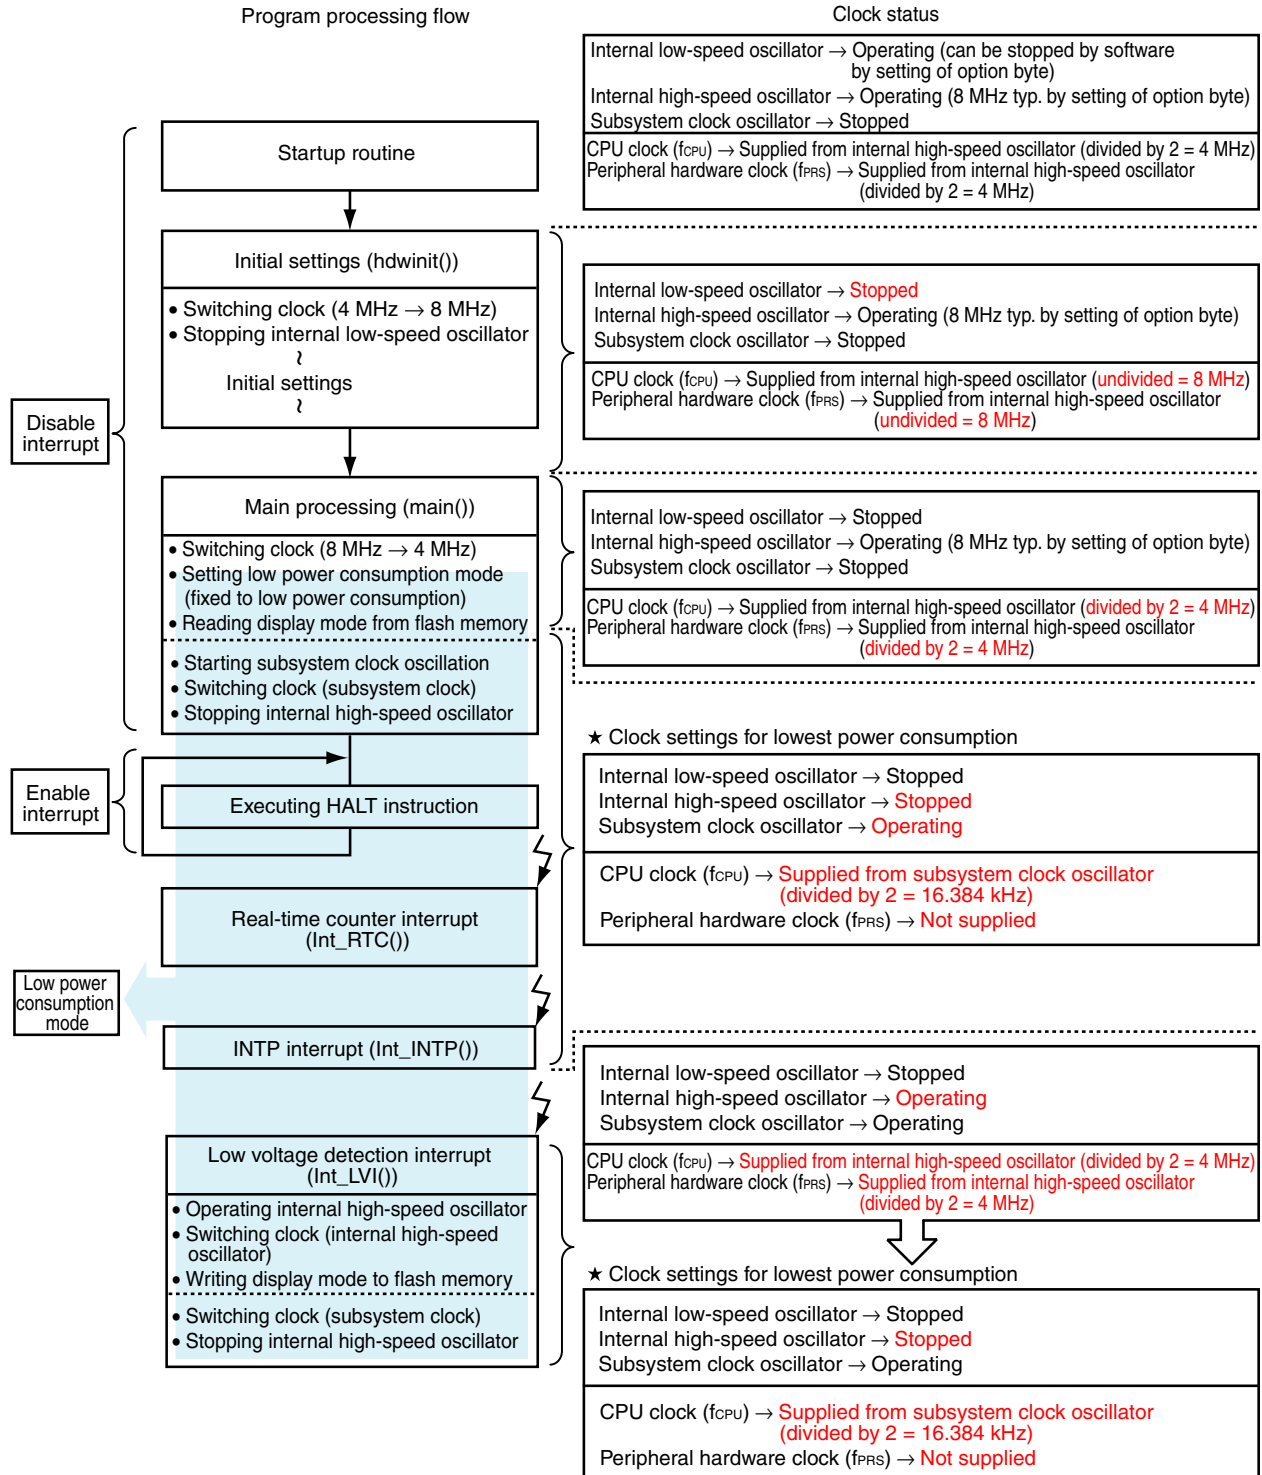 Program processing flow
Clock status
Internal low-speed oscillator → Operating (can be stopped by software
by setting of option byte)
Internal high-speed oscillator → Operating (8 MHz typ. by setting of option byte)
Subsystem clock oscillator → Stopped
CPU clock (fCPU) → Supplied from internal high-speed oscillator (divided by 2 = 4 MHz)
Peripheral hardware clock (fPRS) → Supplied from internal high-speed oscillator
(divided by 2 = 4 MHz)
Startup routine
Initial settings (hdwinit())
• Switching clock (4 MHz → 8 MHz)
• Stopping internal low-speed oscillator
~
Initial settings
~
Internal low-speed oscillator → Stopped
Internal high-speed oscillator → Operating (8 MHz typ. by setting of option byte)
Subsystem clock oscillator → Stopped
CPU clock (fCPU) → Supplied from internal high-speed oscillator (undivided = 8 MHz)
Peripheral hardware clock (fPRS) → Supplied from internal high-speed oscillator
(undivided = 8 MHz)
Disable
interrupt
Main processing (main())
• Switching clock (8 MHz → 4 MHz)
• Setting low power consumption mode
(fixed to low power consumption)
• Reading display mode from flash memory
• Starting subsystem clock oscillation
• Switching clock (subsystem clock)
• Stopping internal high-speed oscillator
Internal low-speed oscillator → Stopped
Internal high-speed oscillator → Operating (8 MHz typ. by setting of option byte)
Subsystem clock oscillator → Stopped
CPU clock (fCPU) → Supplied from internal high-speed oscillator (divided by 2 = 4 MHz)
Peripheral hardware clock (fPRS) → Supplied from internal high-speed oscillator
(divided by 2 = 4 MHz)
Enable
interrupt
Executing HALT instruction
★ Clock settings for lowest power consumption
Internal low-speed oscillator → Stopped
Internal high-speed oscillator → Stopped
Subsystem clock oscillator → Operating
CPU clock (fCPU) → Supplied from subsystem clock oscillator
(divided by 2 = 16.384 kHz)
Peripheral hardware clock (fPRS) → Not supplied
Real-time counter interrupt
(Int_RTC())
Low power
consumption
mode
INTP interrupt (Int_INTP())
Internal low-speed oscillator → Stopped
Internal high-speed oscillator → Operating
Subsystem clock oscillator → Operating
CPU clock (fCPU) → Supplied from internal high-speed oscillator (divided by 2 = 4 MHz)
Peripheral hardware clock (fPRS) → Supplied from internal high-speed oscillator
(divided by 2 = 4 MHz)
Low voltage detection interrupt
(Int_LVI())
• Operating internal high-speed oscillator
• Switching clock (internal high-speed
oscillator)
• Writing display mode to flash memory
• Switching clock (subsystem clock)
• Stopping internal high-speed oscillator
★ Clock settings for lowest power consumption
Internal low-speed oscillator → Stopped
Internal high-speed oscillator → Stopped
Subsystem clock oscillator → Operating
CPU clock (fCPU) → Supplied from subsystem clock oscillator
(divided by 2 = 16.384 kHz)
Peripheral hardware clock (fPRS) → Not supplied